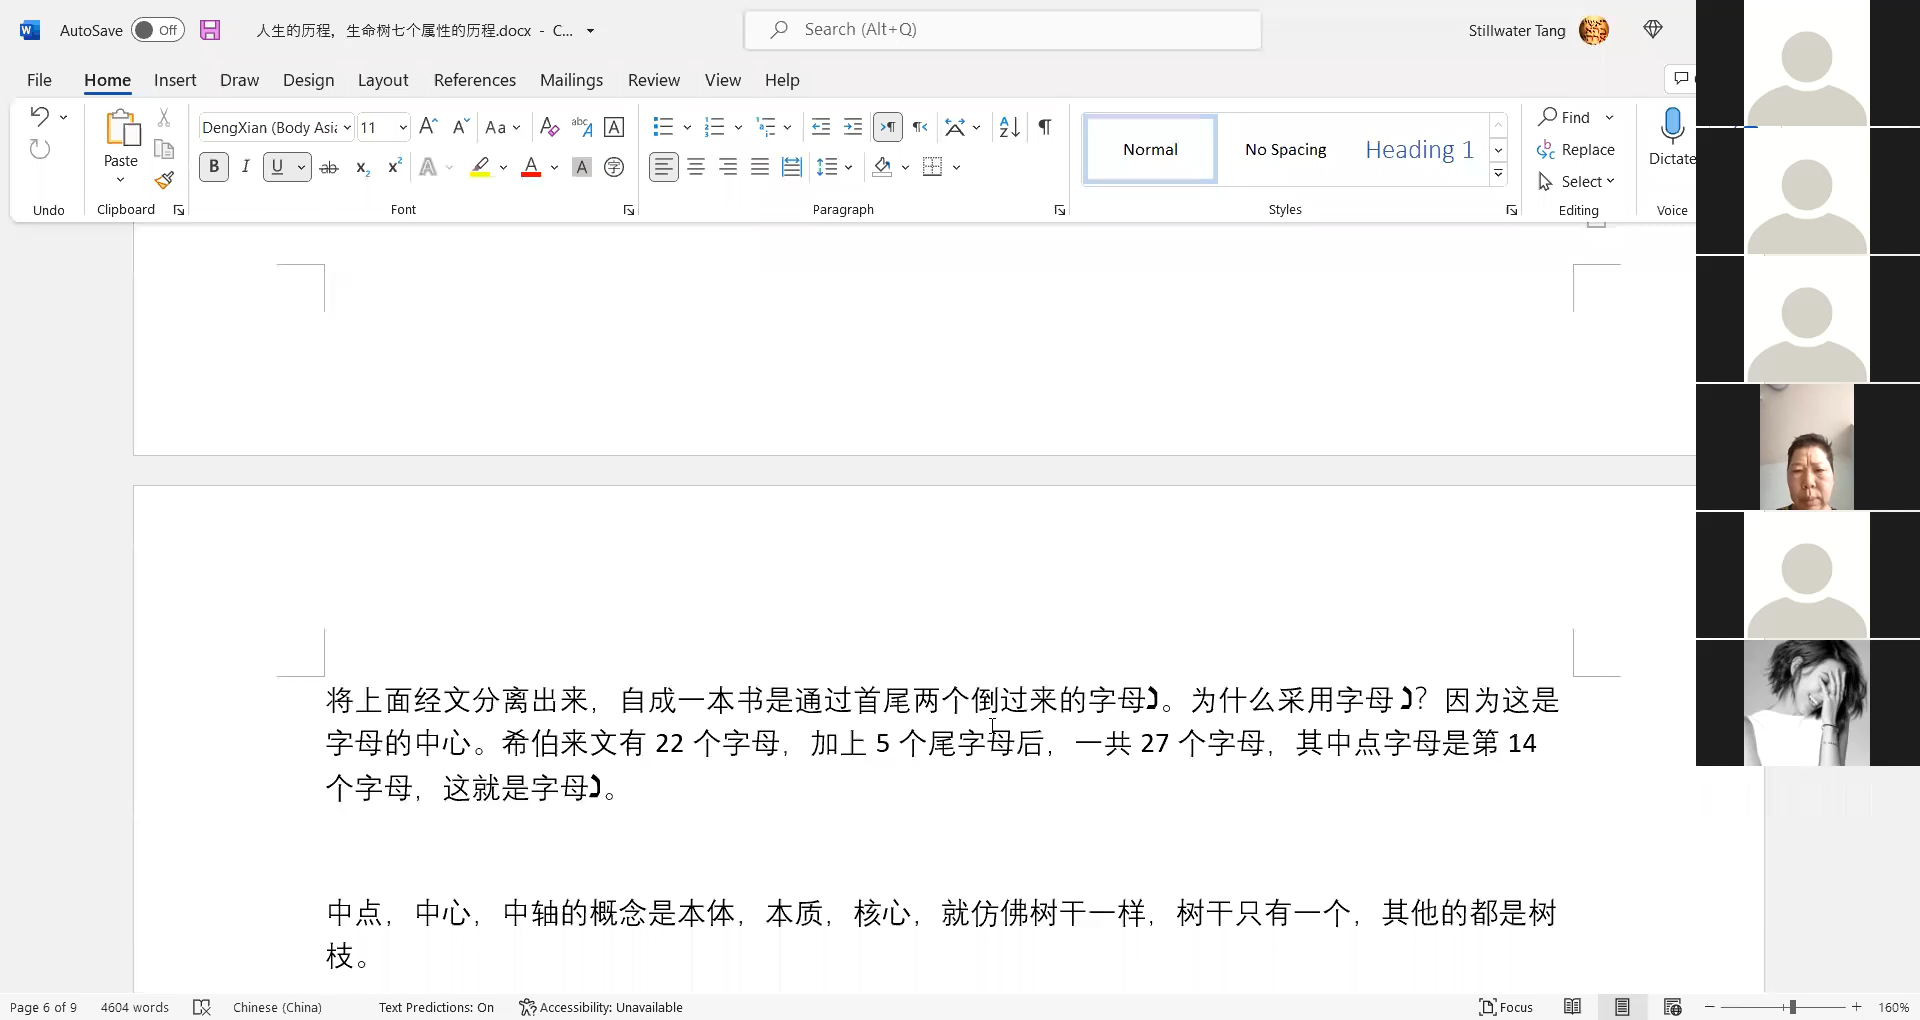 AutoSave Off 人生的历程，生命树七个属性的历程.docx - C... Search (Alt+Q) Stillwater Tang
File Home Insert Draw Design Layout References Mailings Review View Help
DengXian (Body Asia 11 Aa Find
Paste Normal No Spacing Heading 1 Replace Dictate
B I U ab x₂ x² A A A 字 Select
Undo Clipboard Font Paragraph Styles Editing Voice
将上面经文分离出来，自成一本书是通过首尾两个倒过来的字母נ。为什么采用字母נ？因为这是
字母的中心。希伯来文有 22 个字母，加上 5 个尾字母后，一共 27 个字母，其中点字母是第 14
个字母，这就是字母נ。
中点，中心，中轴的概念是本体，本质，核心，就仿佛树干一样，树干只有一个，其他的都是树
枝。
Page 6 of 9 4604 words Chinese (China) Text Predictions: On Accessibility: Unavailable Focus 160%